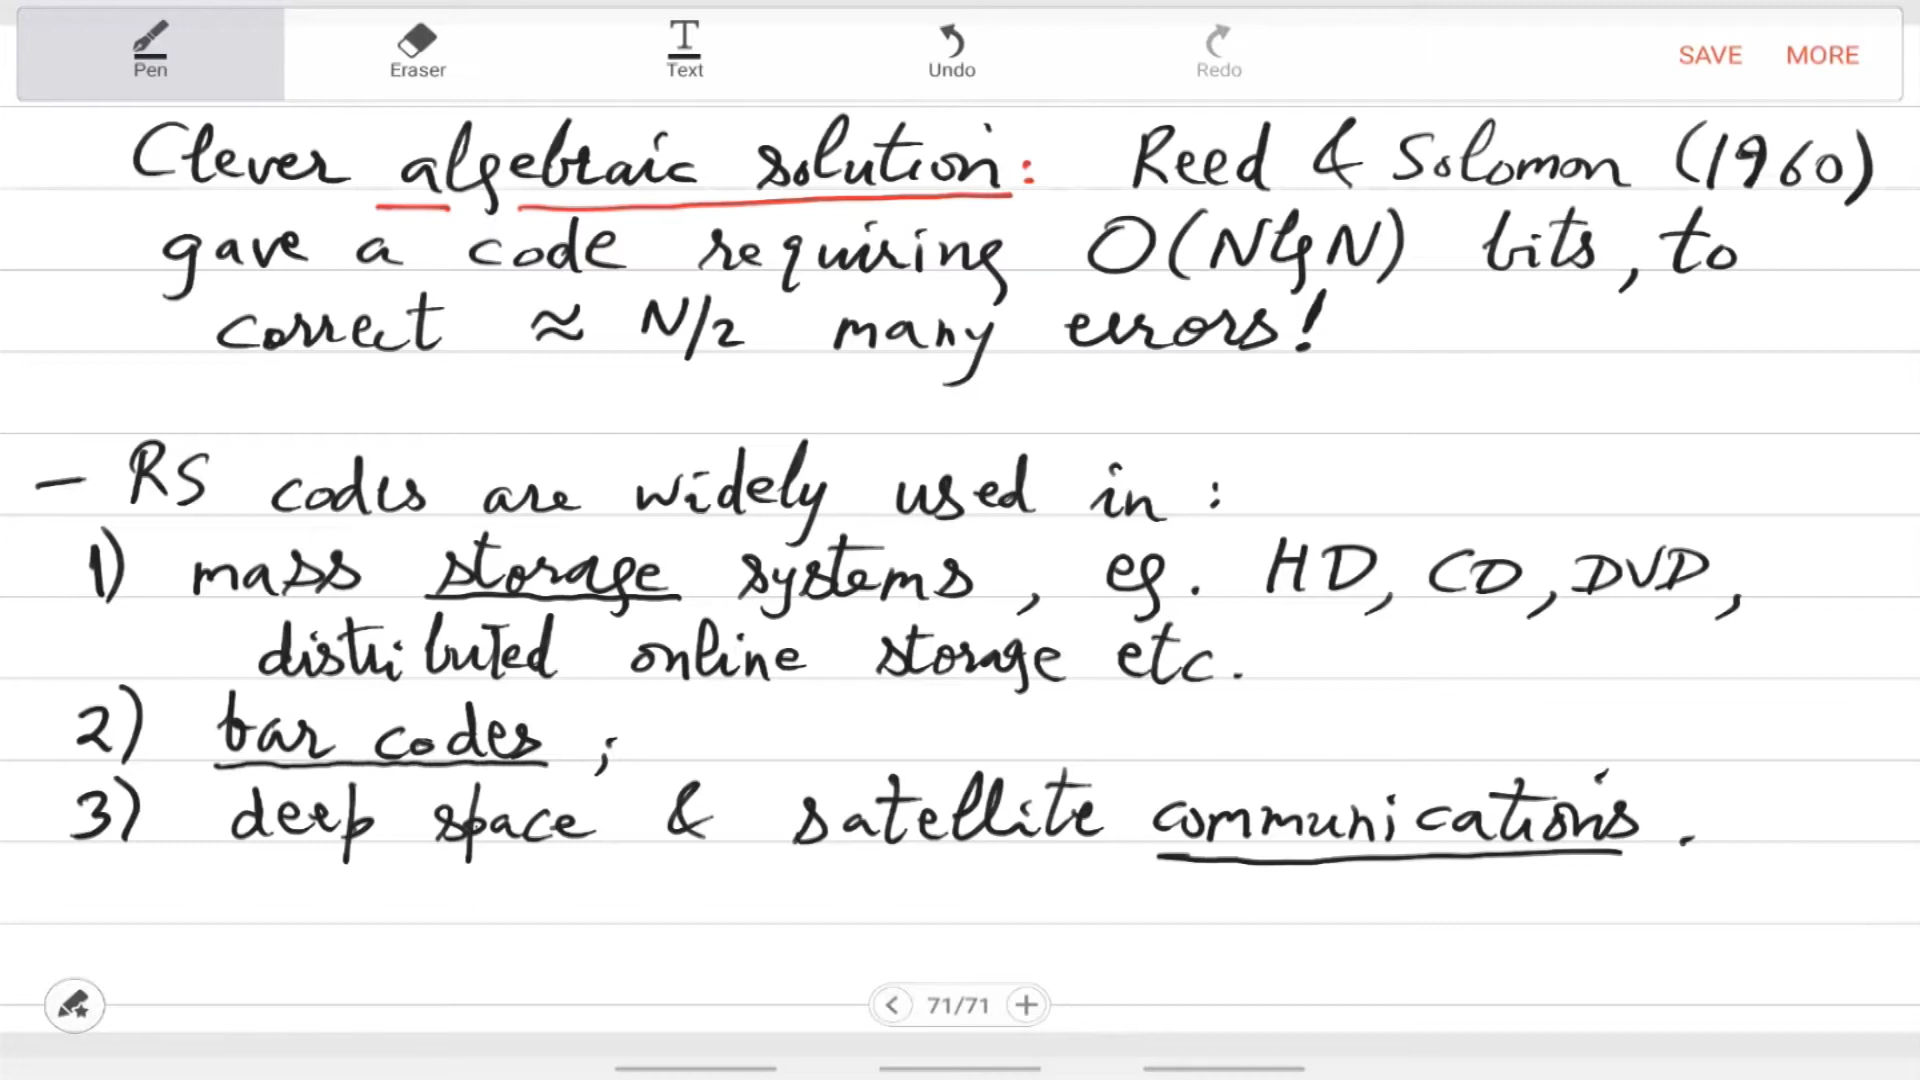 Pen Eraser Text Undo Redo SAVE MORE
Clever algebraic solution: Reed & Solomon (1960)
gave a code requiring O(NlgN) bits, to
correct ≈ N/2 many errors!
- RS codes are widely used in :
1) mass storage systems, eg. HD, CD, DVD,
distributed online storage etc.
2) bar codes ;
3) deep space & satellite communications.
71/71